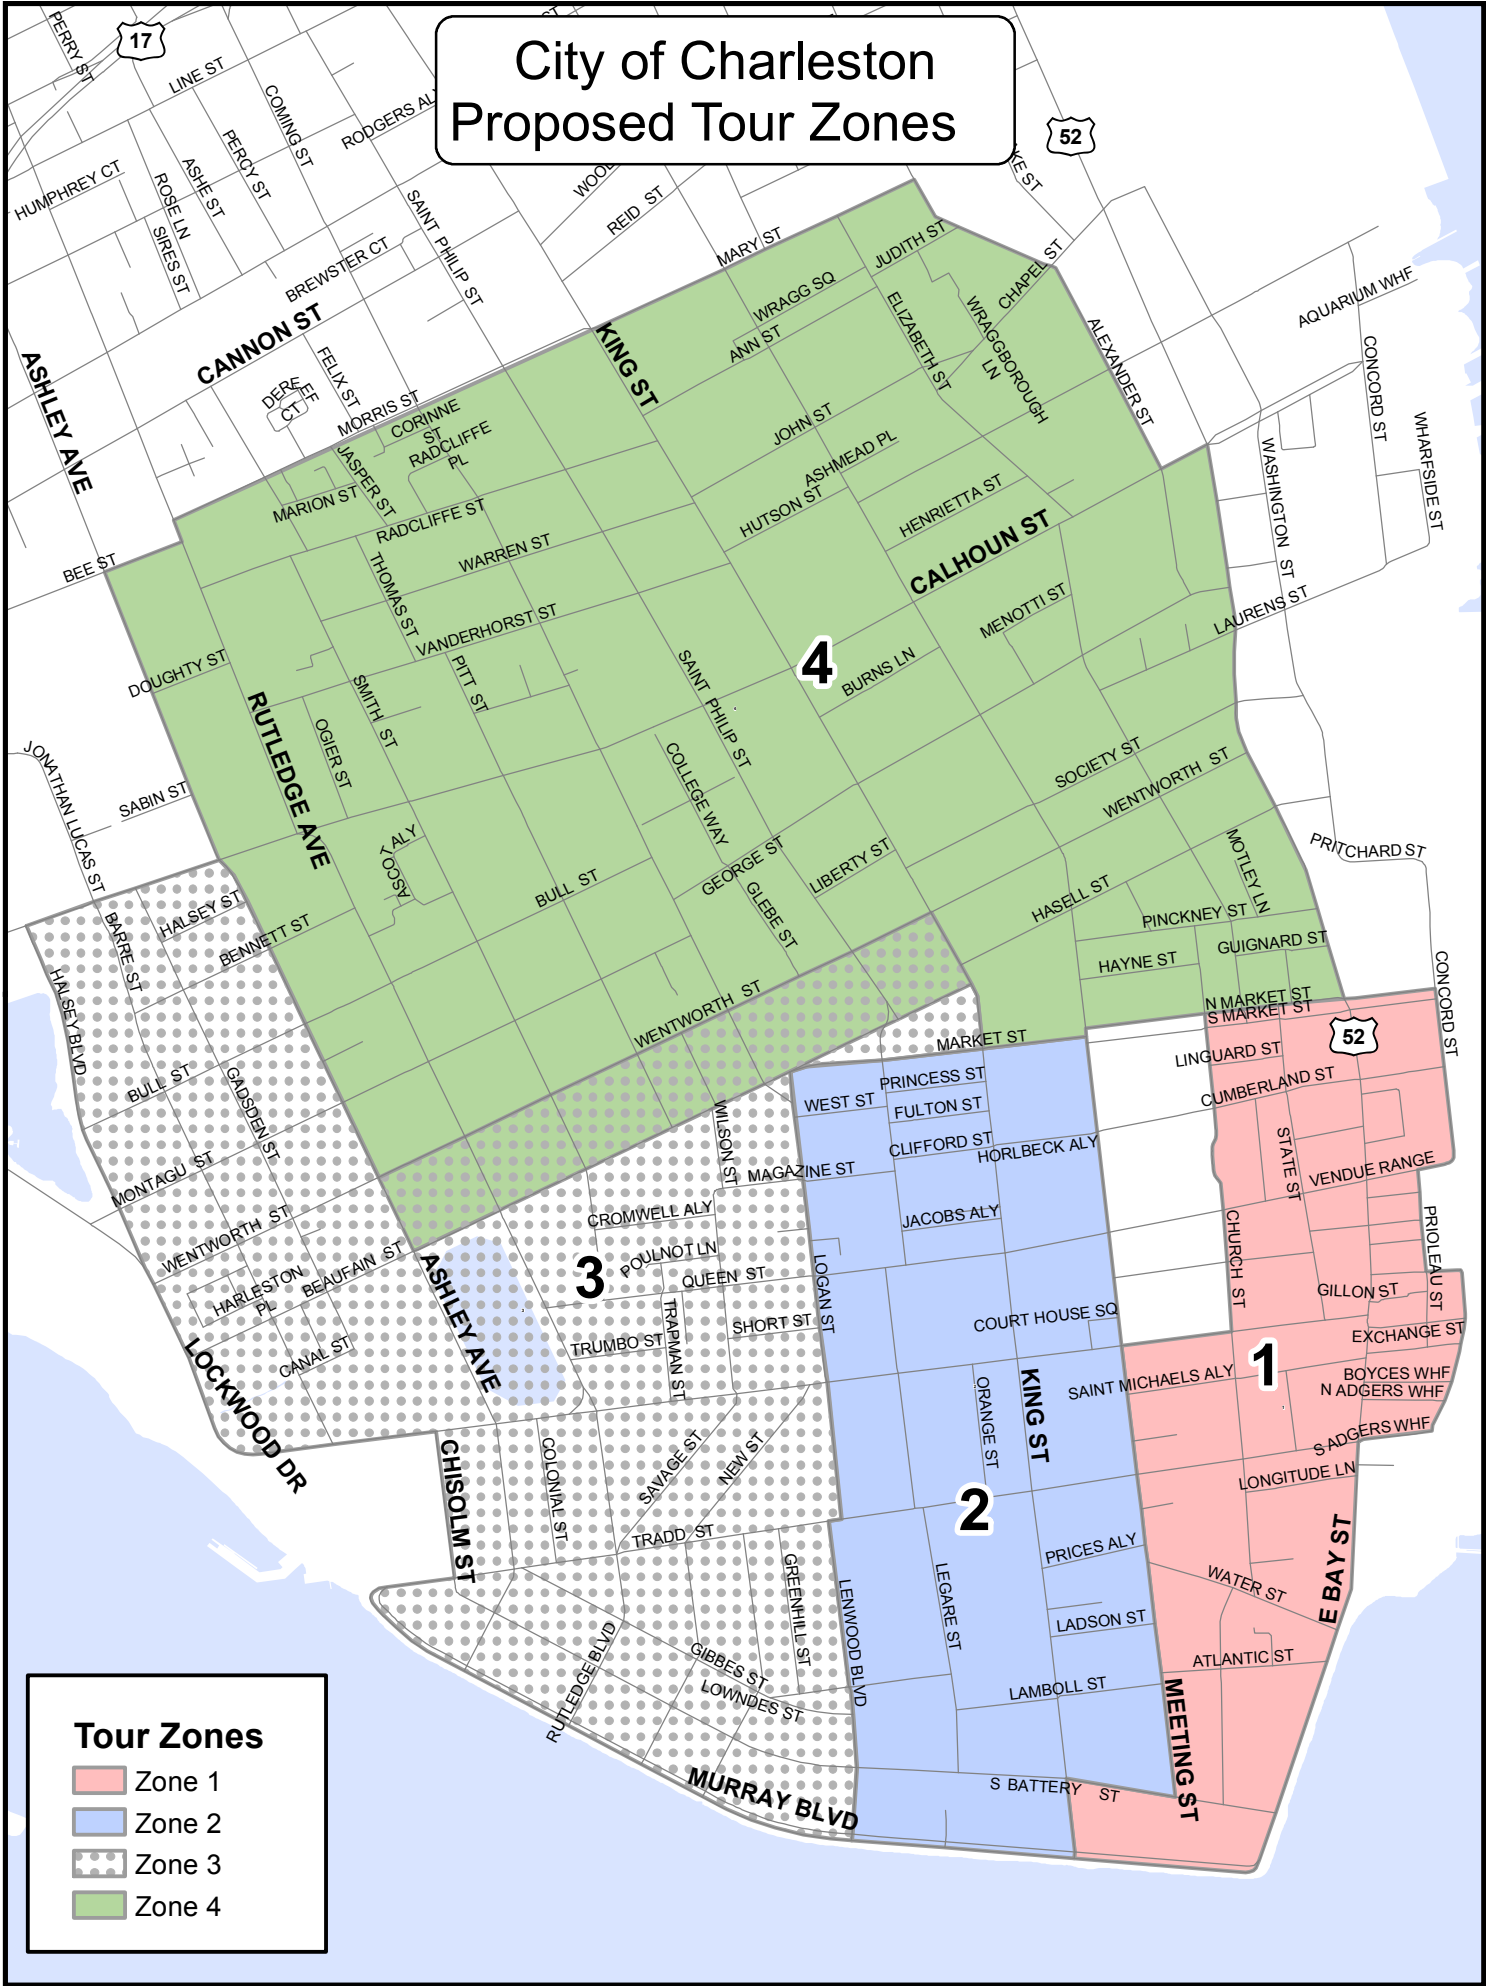 City of Charleston
Proposed Tour Zones
PERRY ST
17
LINE ST
COMING ST
RODGERS AL
52
KE ST
HUMPHREY CT
ROSE LN
ASHE ST
PERCY ST
SIRES ST
SAINT PHILIP ST
WOOL
REID ST
MARY ST
BREWSTER CT
CANNON ST
JUDITH ST
CHAPEL ST
WRAGG SQ
ANN ST
ELIZABETH ST
WRAGGBOROUGH
LN
ALEXANDER ST
AQUARIUM WHF
CONCORD ST
WHARFSIDE ST
WASHINGTON ST
ASHLEY AVE
FELIX ST
DEREEF
CT
MORRIS ST
CORINNE
ST
RADCLIFFE
PL
KING ST
JOHN ST
ASHMEAD PL
HUTSON ST
HENRIETTA ST
CALHOUN ST
JASPER ST
MARION ST
RADCLIFFE ST
WARREN ST
THOMAS ST
VANDERHORST ST
BEE ST
MENOTTI ST
LAURENS ST
DOUGHTY ST
RUTLEDGE AVE
SMITH ST
PITT ST
SAINT PHILIP ST
4
BURNS LN
OGIER ST
JONATHAN LUCAS ST
SABIN ST
COLLEGE WAY
SOCIETY ST
WENTWORTH ST
ASCOT ALY
BULL ST
GEORGE ST
GLEBE ST
LIBERTY ST
HASELL ST
MOTLEY LN
PRITCHARD ST
PINCKNEY ST
GUIGNARD ST
HAYNE ST
CONCORD ST
HALSEY ST
BARRE ST
BENNETT ST
HALSEY BLVD
WENTWORTH ST
MARKET ST
N MARKET ST
S MARKET ST
52
LINGUARD ST
CUMBERLAND ST
BULL ST
GADSDEN ST
MONTAGU ST
WENTWORTH ST
WILSON ST
MAGAZINE ST
WEST ST
PRINCESS ST
FULTON ST
CLIFFORD ST
HORLBECK ALY
STATE ST
VENDUE RANGE
CROMWELL ALY
JACOBS ALY
CHURCH ST
PRIOLEAU ST
HARLESTON
PL
BEAUFAIN ST
ASHLEY AVE
3
POULNOT LN
QUEEN ST
TRAPMAN ST
SHORT ST
TRUMBO ST
LOGAN ST
COURT HOUSE SQ
GILLON ST
EXCHANGE ST
CANAL ST
LOCKWOOD DR
KING ST
ORANGE ST
SAINT MICHAELS ALY
1
BOYCES WHF
N ADGERS WHF
S ADGERS WHF
LONGITUDE LN
CHISOLM ST
COLONIAL ST
SAVAGE ST
NEW ST
TRADD ST
2
PRICES ALY
E BAY ST
WATER ST
GREENHILL ST
LENWOOD BLVD
LEGARE ST
LADSON ST
ATLANTIC ST
RUTLEDGE BLVD
GIBBES ST
LOWNDES ST
LAMBOLL ST
MEETING ST
MURRAY BLVD
S BATTERY ST
Tour Zones
Zone 1
Zone 2
Zone 3
Zone 4